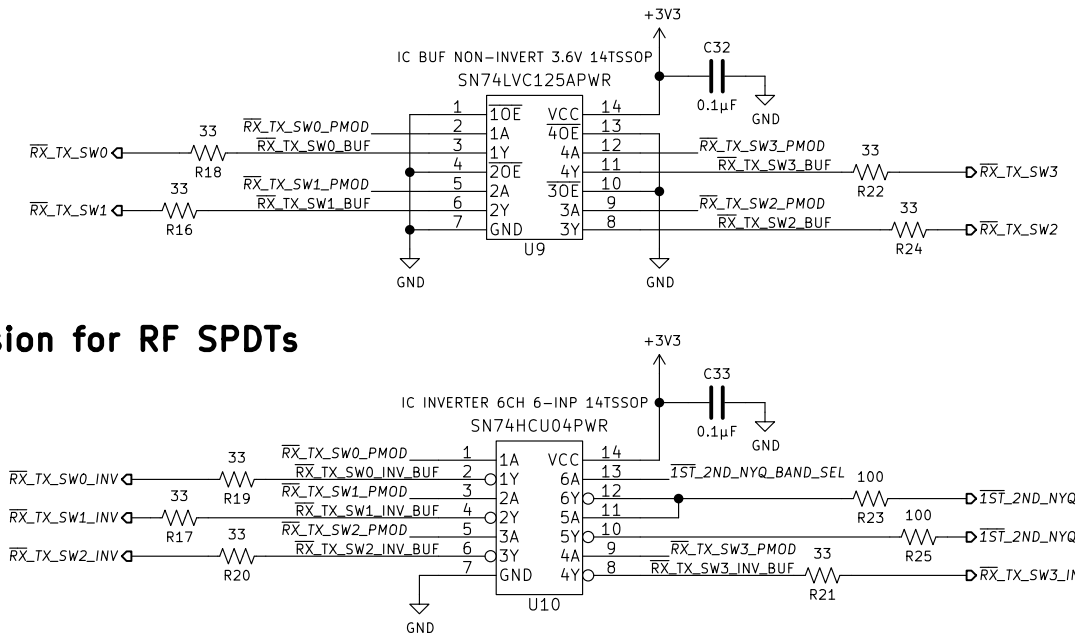 +3V3
C32
0.1µF
GND
IC BUF NON-INVERT 3.6V 14TSSOP
SN74LVC125APWR
1 1OE VCC 14
2 1A 4OE 13
3 1Y 4A 12
4 2OE 4Y 11
5 2A 3OE 10
6 2Y 3A 9
7 GND 3Y 8
U9
RX_TX_SW0
33
R18
RX_TX_SW0_PMOD
RX_TX_SW0_BUF
RX_TX_SW1
33
R16
RX_TX_SW1_PMOD
RX_TX_SW1_BUF
GND
GND
RX_TX_SW3_PMOD
RX_TX_SW3_BUF
33
R22
RX_TX_SW3
RX_TX_SW2_PMOD
RX_TX_SW2_BUF
33
R24
RX_TX_SW2
sion for RF SPDTs
+3V3
C33
0.1µF
GND
IC INVERTER 6CH 6-INP 14TSSOP
SN74HCU04PWR
1 1A VCC 14
2 1Y 6A 13
3 2A 6Y 12
4 2Y 5A 11
5 3A 5Y 10
6 3Y 4A 9
7 GND 4Y 8
U10
RX_TX_SW0_INV
33
R19
RX_TX_SW0_PMOD
RX_TX_SW0_INV_BUF
RX_TX_SW1_INV
33
R17
RX_TX_SW1_PMOD
RX_TX_SW1_INV_BUF
RX_TX_SW2_INV
33
R20
RX_TX_SW2_PMOD
RX_TX_SW2_INV_BUF
GND
1ST_2ND_NYQ_BAND_SEL
100
R23
1ST_2ND_NYQ
100
R25
1ST_2ND_NYQ
RX_TX_SW3_PMOD
RX_TX_SW3_INV_BUF
33
R21
RX_TX_SW3_IN